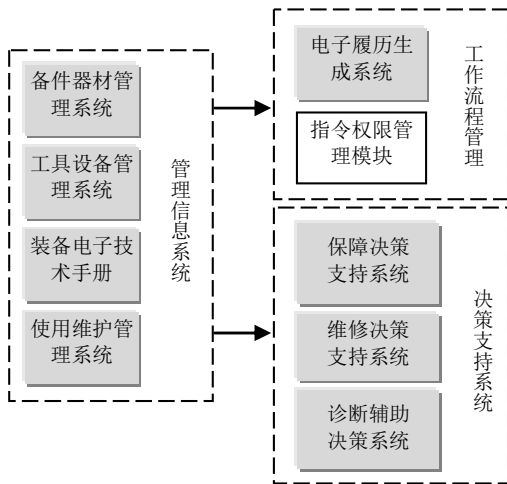 备件器材管
理系统
工具设备管
理系统
装备电子技
术手册
使用维护管
理系统
管理信息系统
电子履历生
成系统
指令权限管
理模块
工作流程管理
保障决策
支持系统
维修决策
支持系统
诊断辅助
决策系统
决策支持系统